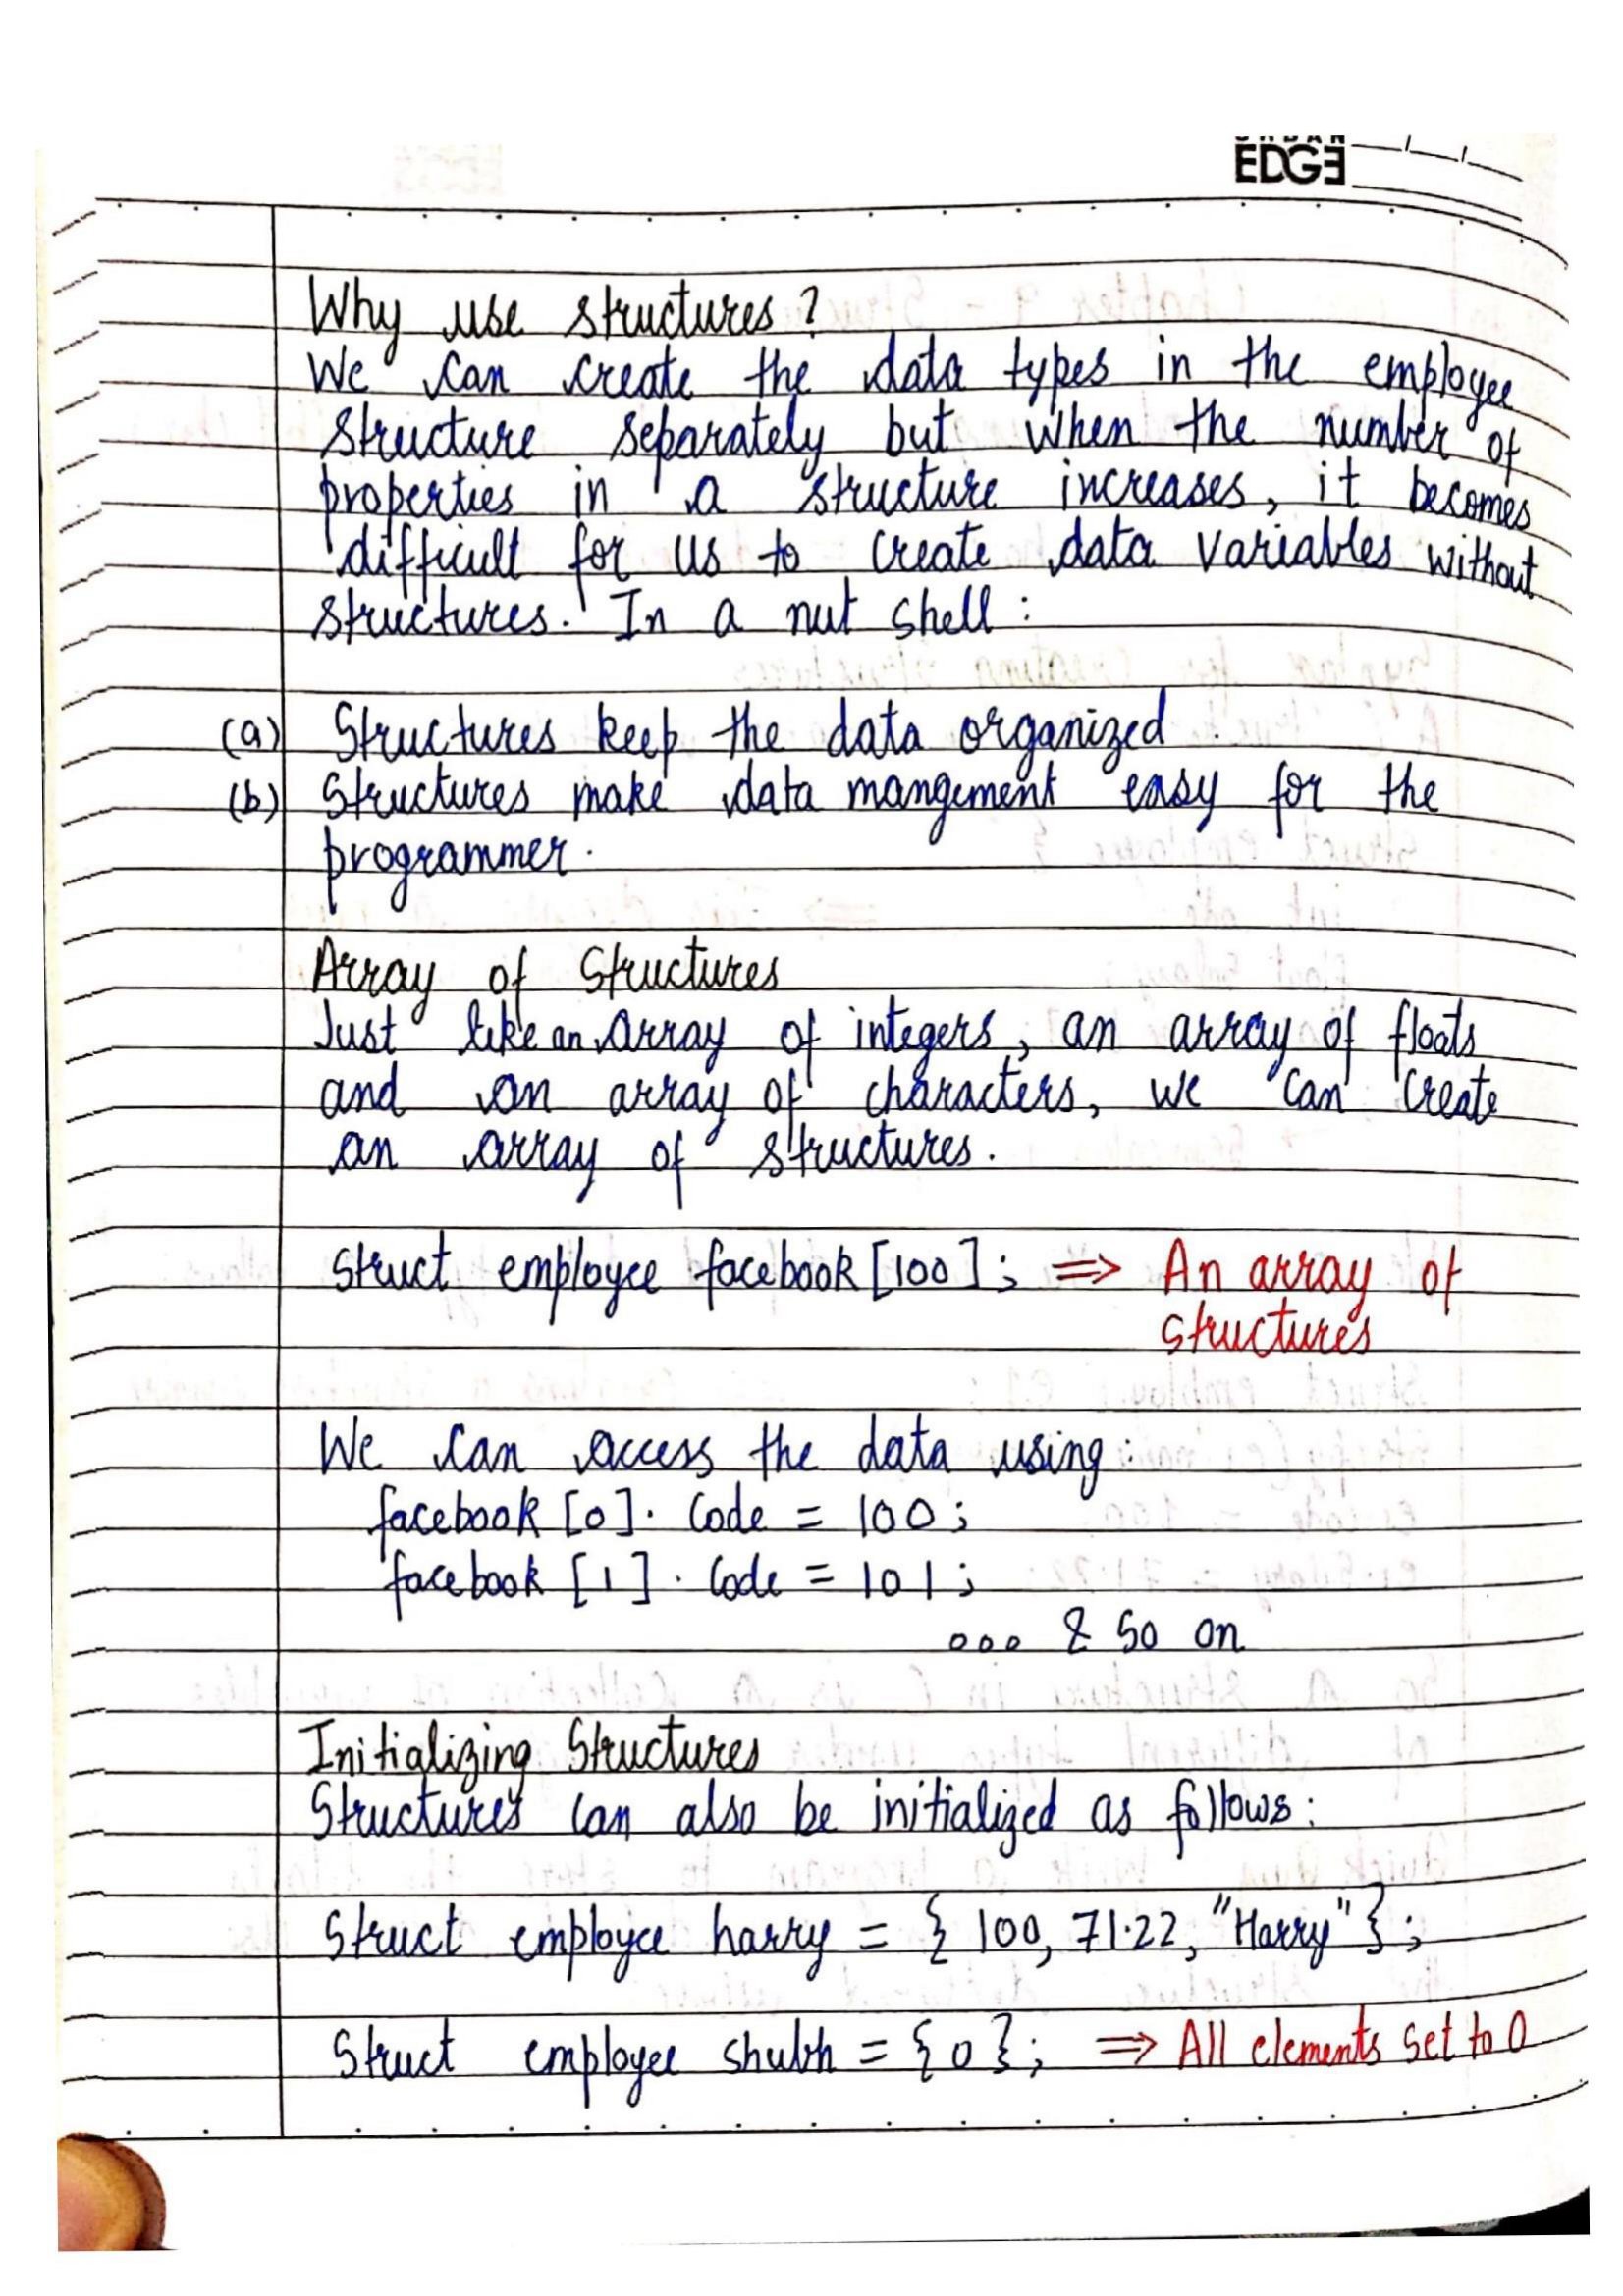 EDGE
Why use structures?
We can create the data types in the employee
structure separately but when the number of
properties in a structure increases, it becomes
difficult for us to create data variables without
structures. In a nut shell:
(a) Structures keep the data organized
(b) Structures make data mangement easy for the
programmer.
Array of Structures
Just like an array of integers, an array of floats
and an array of characters, we can create
an array of structures.
Struct employee facebook [100]; => An array of
structures
We can access the data using:
facebook [0]. Code = 100;
facebook [1]. Code = 101;
ooo & So on
Initializing Structures
Structures can also be initialized as follows:
Struct employee harry = { 100, 71.22, "Harry" };
Struct employee shubh = { 0 }; => All elements set to 0